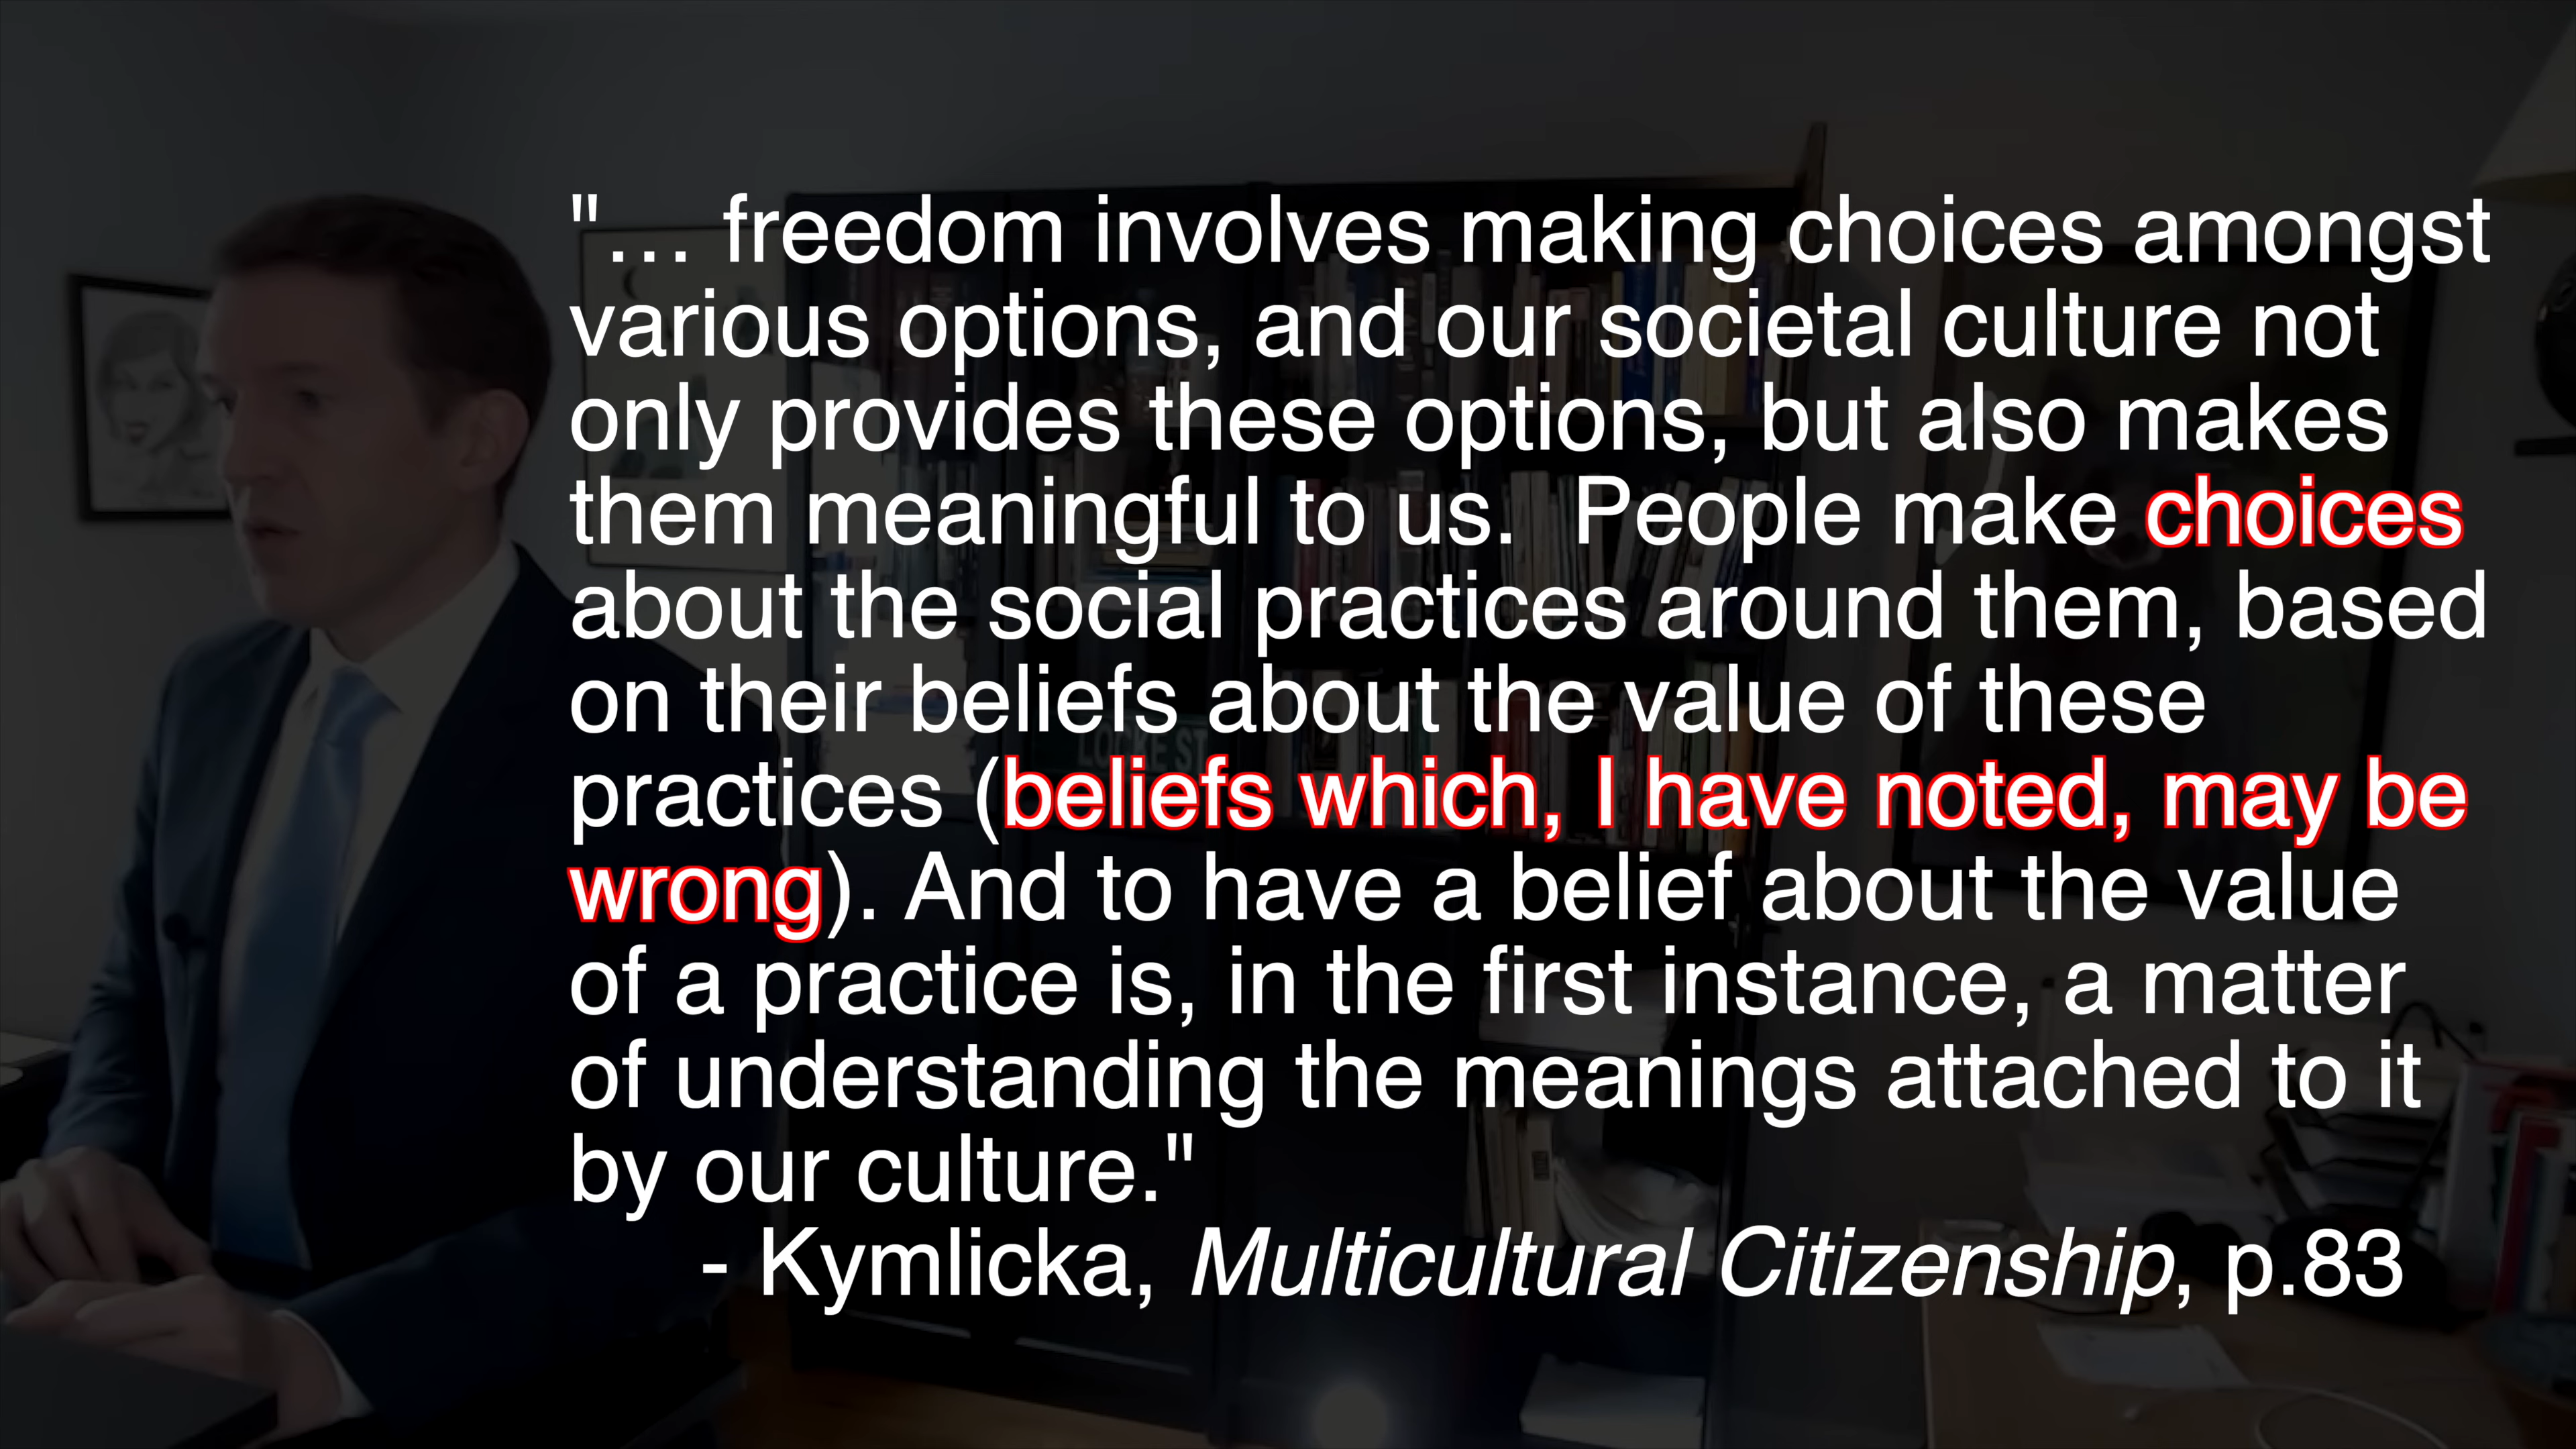 "... freedom involves making choices amongst
various options, and our societal culture not
only provides these options, but also makes
them meaningful to us.  People make choices
about the social practices around them, based
on their beliefs about the value of these
practices (beliefs which, I have noted, may be
wrong). And to have a belief about the value
of a practice is, in the first instance, a matter
of understanding the meanings attached to it
by our culture."
- Kymlicka, Multicultural Citizenship, p.83
LOCKE ST